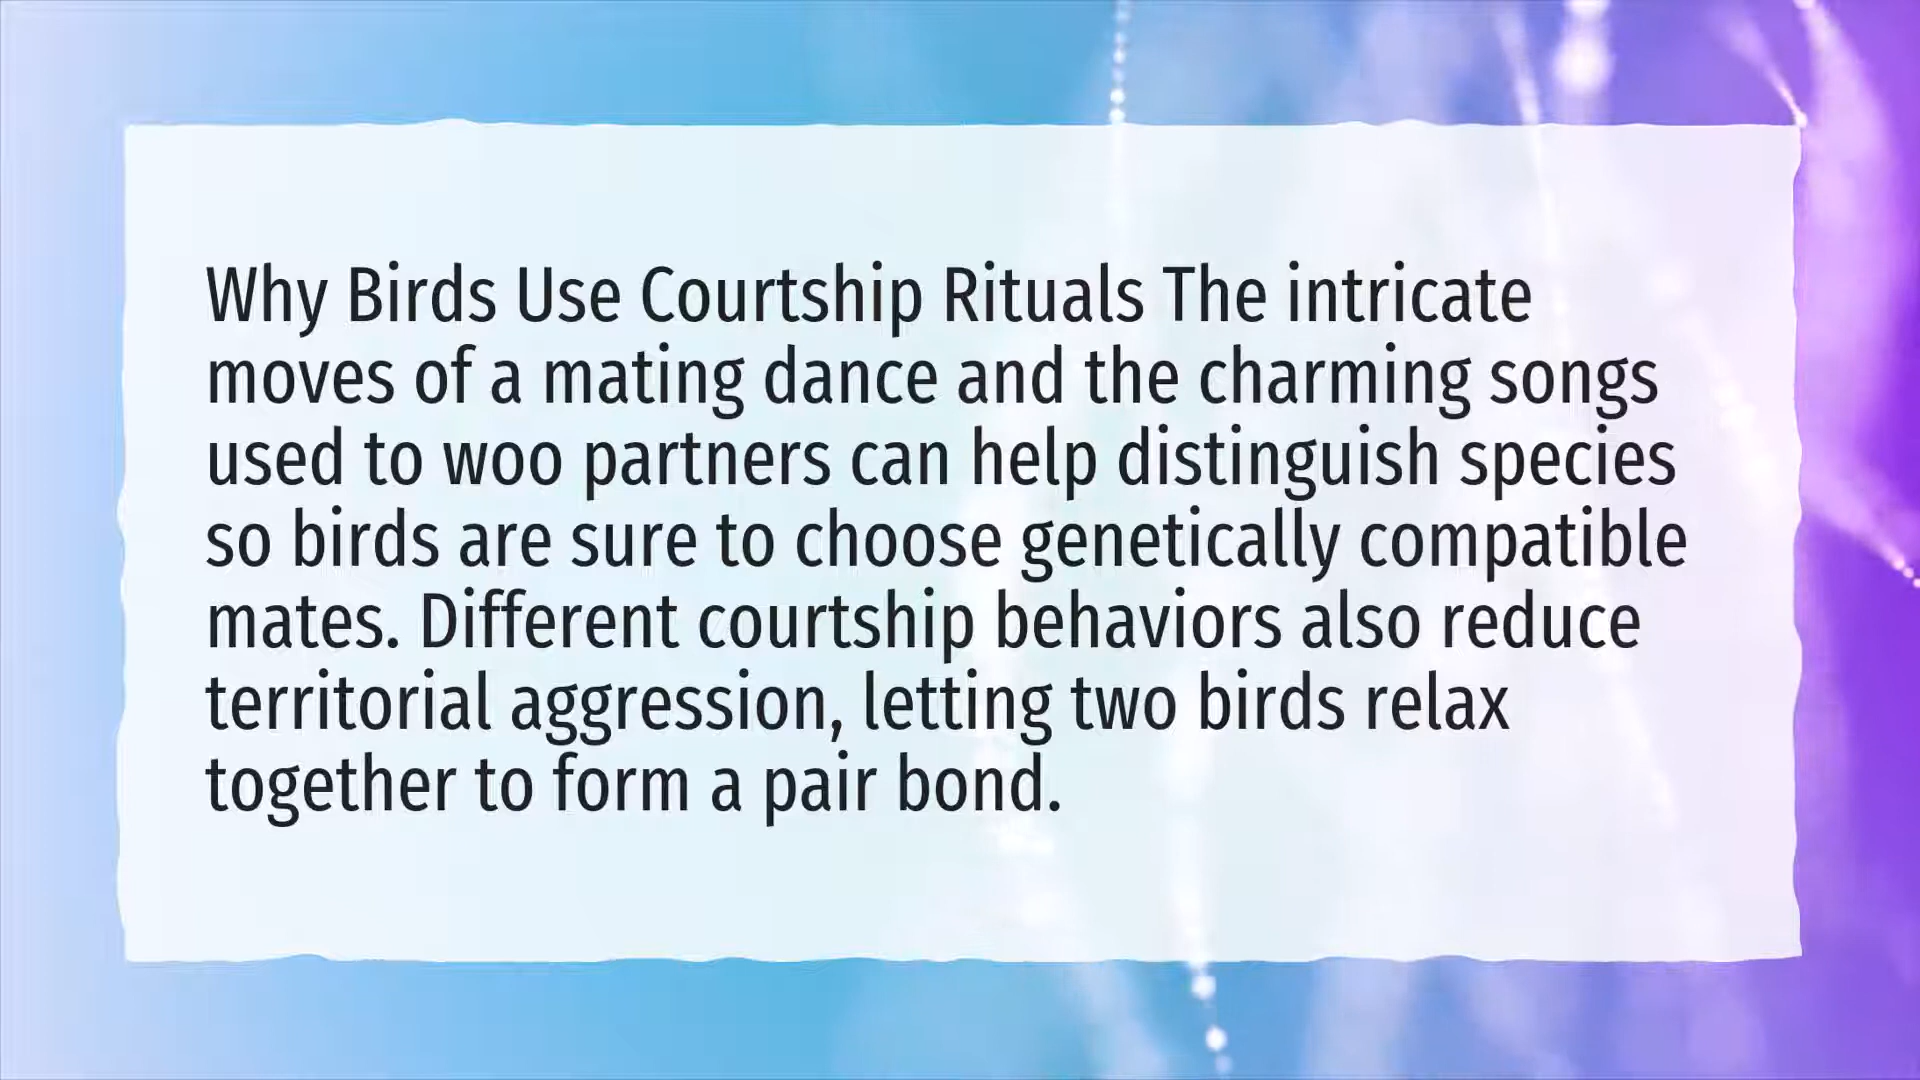 Why Birds Use Courtship Rituals The intricate
moves of a mating dance and the charming songs
used to woo partners can help distinguish species
so birds are sure to choose genetically compatible
mates. Different courtship behaviors also reduce
territorial aggression, letting two birds relax
together to form a pair bond.